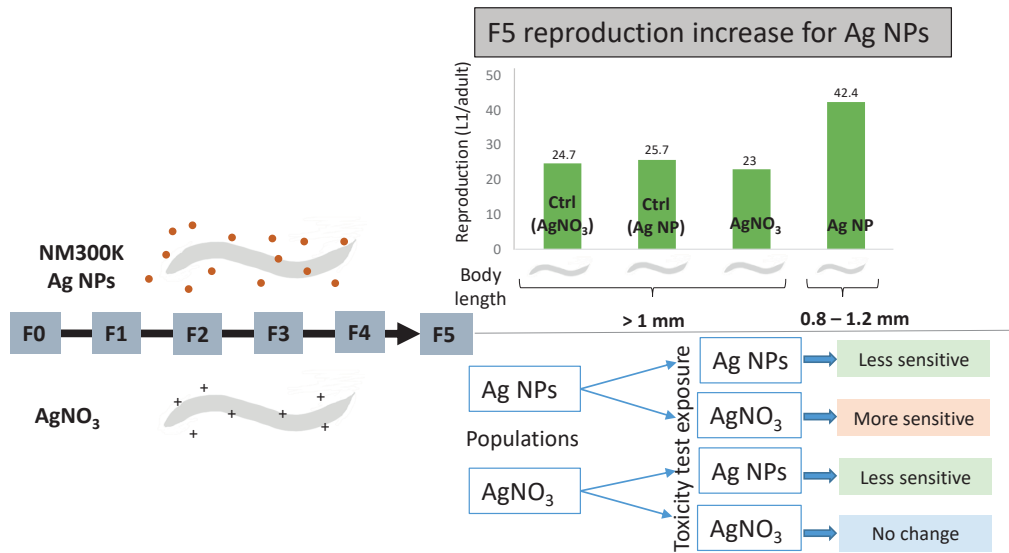 F5 reproduction increase for Ag NPs
Reproduction (L1/adult)
50
40
30
20
10
0
24.7
25.7
23
42.4
Ctrl
(AgNO₃)
Ctrl
(Ag NP)
AgNO₃
Ag NP
Body
length
> 1 mm
0.8 – 1.2 mm
NM300K
Ag NPs
F0
F1
F2
F3
F4
F5
AgNO₃
+ + + + + + +
Populations
Ag NPs
AgNO₃
Toxicity test exposure
Ag NPs
Less sensitive
AgNO₃
More sensitive
Ag NPs
Less sensitive
AgNO₃
No change